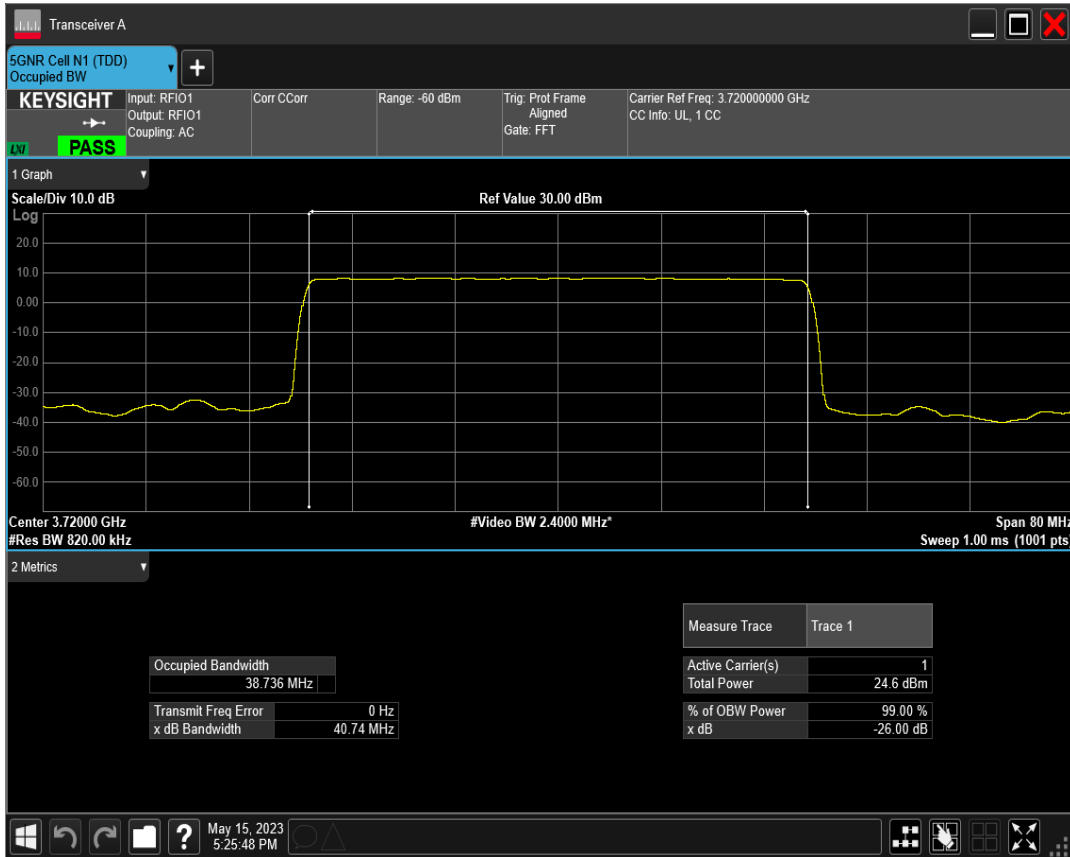 Transceiver A
5GNR Cell N1 (TDD)
Occupied BW
+
KEYSIGHT
LXI
PASS
Input: RFIO1
Output: RFIO1
Coupling: AC
Corr CCorr
Range: -60 dBm
Trig: Prot Frame
Aligned
Gate: FFT
Carrier Ref Freq: 3.720000000 GHz
CC Info: UL, 1 CC
1 Graph
Scale/Div 10.0 dB
Ref Value 30.00 dBm
Log
20.0
10.0
0.00
-10.0
-20.0
-30.0
-40.0
-50.0
-60.0
Center 3.72000 GHz
#Video BW 2.4000 MHz*
Span 80 MHz
#Res BW 820.00 kHz
Sweep 1.00 ms (1001 pts)
2 Metrics
Measure Trace Trace 1
Occupied Bandwidth
38.736 MHz
Active Carrier(s) 1
Total Power 24.6 dBm
Transmit Freq Error 0 Hz
x dB Bandwidth 40.74 MHz
% of OBW Power 99.00 %
x dB -26.00 dB
?
May 15, 2023
5:25:48 PM